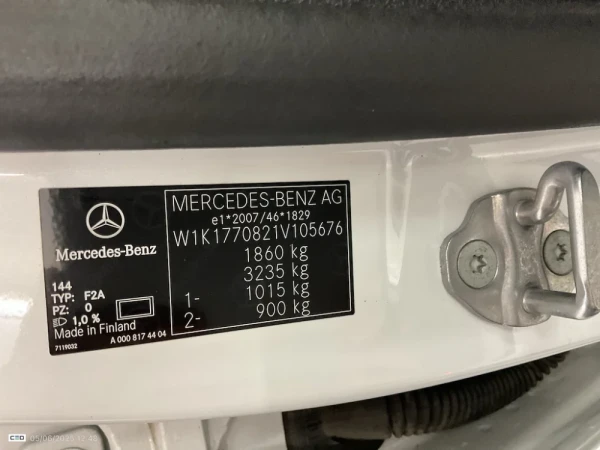 MERCEDES-BENZ AG
e1*2007/46*1829
W1K1770821V105676
1860 kg
3235 kg
1- 1015 kg
2- 900 kg
Mercedes-Benz
144
TYP: F2A
PZ: 0
1,0 %
Made in Finland
7119032
A 000 817 44 04